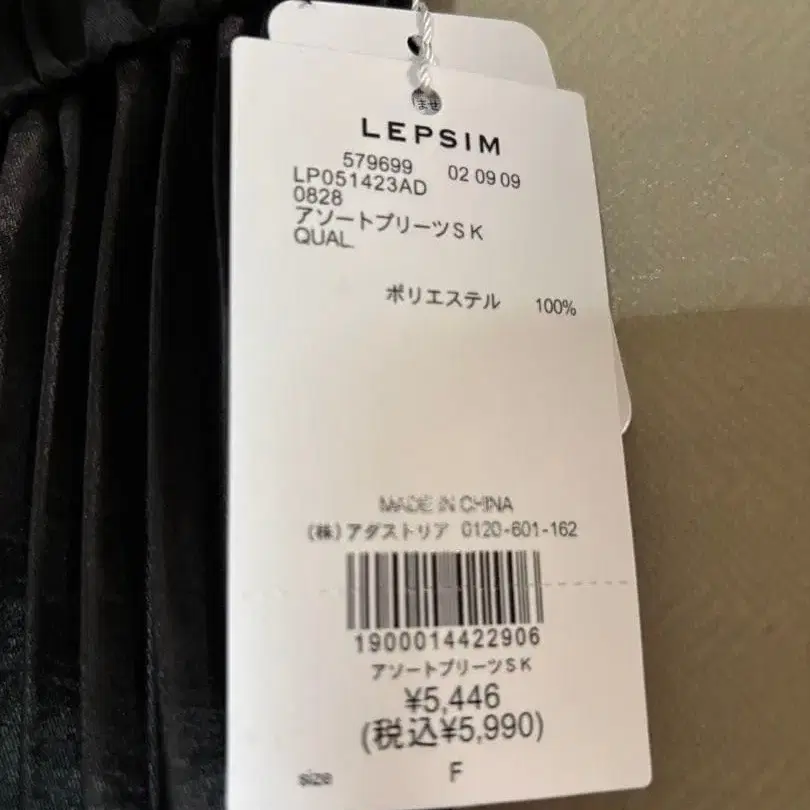 ませ
LEPSIM
579699 02 09 09
LP051423AD
0828
アソートプリーツSK
QUAL.
ポリエステル 100%
MADE IN CHINA
(株)アダストリア 0120-601-162
1900014422906
アソートプリーツSK
¥5,446
(税込¥5,990)
size F